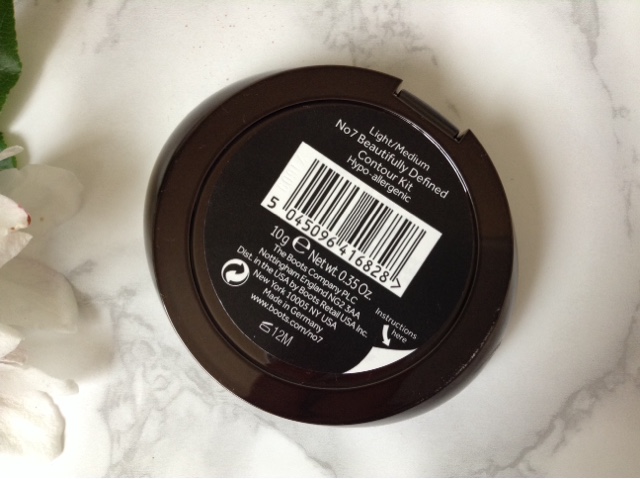 Light/Medium
No7 Beautifully Defined
Contour Kit
Hypo-allergenic
5 045096 416828 >
10g ℮ Net wt. 0.35 Oz.
The Boots Company PLC
Nottingham England NG2 3AA
Dist. in the USA by Boots Retail USA Inc.
New York 10005 NY USA
Made in Germany
www.boots.com/no7
12M
Instructions
here